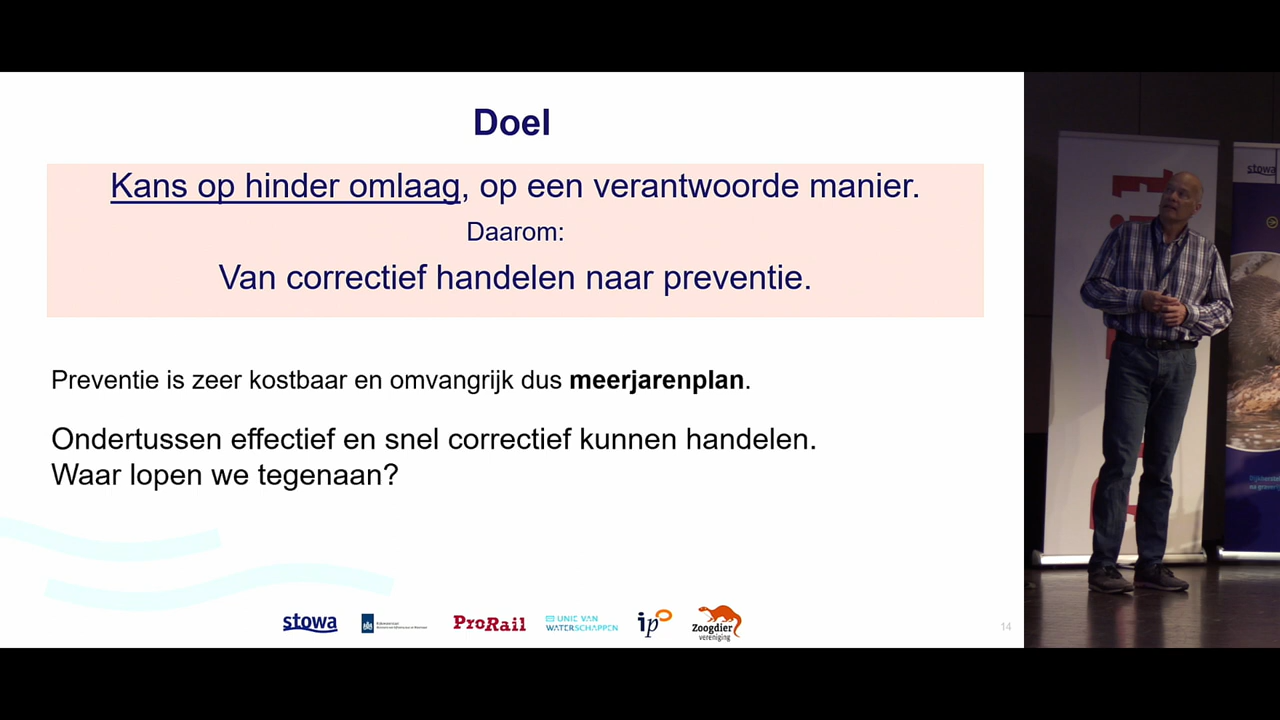 Doel
Kans op hinder omlaag, op een verantwoorde manier.
Daarom:
Van correctief handelen naar preventie.
Preventie is zeer kostbaar en omvangrijk dus meerjarenplan.
Ondertussen effectief en snel correctief kunnen handelen.
Waar lopen we tegenaan?
stowa
ProRail
UNIE VAN
WATERSCHAPPEN
ipo
Zoogdier
vereniging
14
stowa